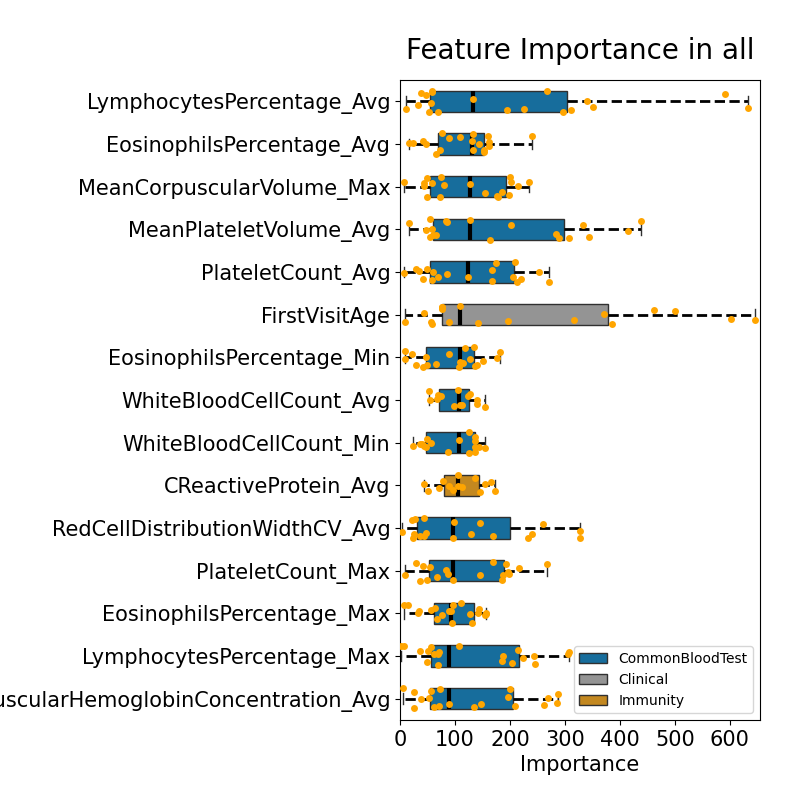 Feature Importance in all
LymphocytesPercentage_Avg
EosinophilsPercentage_Avg
MeanCorpuscularVolume_Max
MeanPlateletVolume_Avg
PlateletCount_Avg
FirstVisitAge
EosinophilsPercentage_Min
WhiteBloodCellCount_Avg
WhiteBloodCellCount_Min
CReactiveProtein_Avg
RedCellDistributionWidthCV_Avg
PlateletCount_Max
EosinophilsPercentage_Max
LymphocytesPercentage_Max
uscularHemoglobinConcentration_Avg
CommonBloodTest
Clinical
Immunity
0 100 200 300 400 500 600
Importance